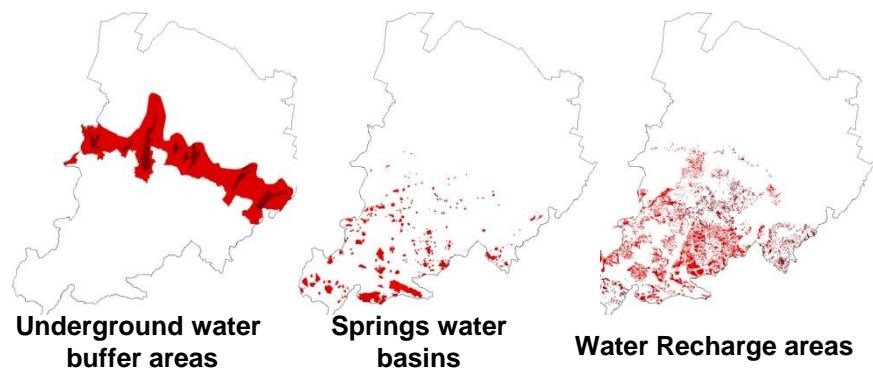 Underground water
buffer areas
Springs water
basins
Water Recharge areas